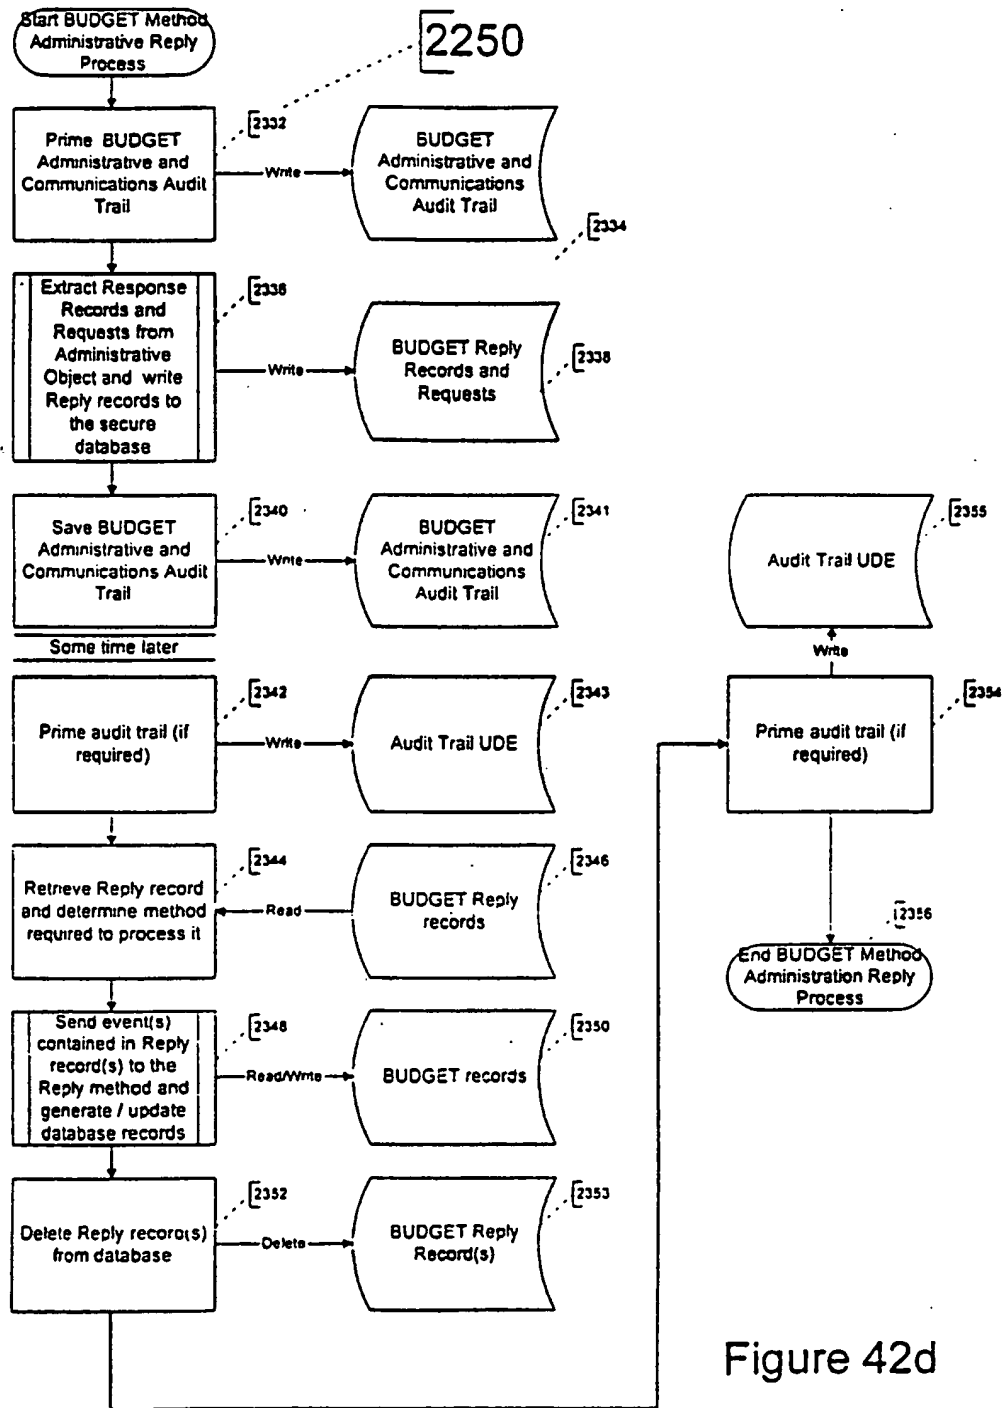 Start BUDGET Method
Administrative Reply
Process
2250
2332
Prime BUDGET
Administrative and
Communications Audit
Trail
Write
BUDGET
Administrative and
Communications
Audit Trail
2334
2336
Extract Response
Records and
Requests from
Administrative
Object and write
Reply records to
the secure
database
Write
BUDGET Reply
Records and
Requests
2338
2340
Save BUDGET
Administrative and
Communications Audit
Trail
Write
BUDGET
Administrative and
Communications
Audit Trail
2341
Some time later
2342
Prime audit trail (if
required)
Write
Audit Trail UDE
2343
2344
Retrieve Reply record
and determine method
required to process it
Read
BUDGET Reply
records
2346
2348
Send event(s)
contained in Reply
record(s) to the
Reply method and
generate / update
database records
Read/Write
BUDGET records
2350
2352
Delete Reply record(s)
from database
Delete
BUDGET Reply
Record(s)
2353
2355
Audit Trail UDE
Write
2354
Prime audit trail (if
required)
2356
End BUDGET Method
Administration Reply
Process
Figure 42d